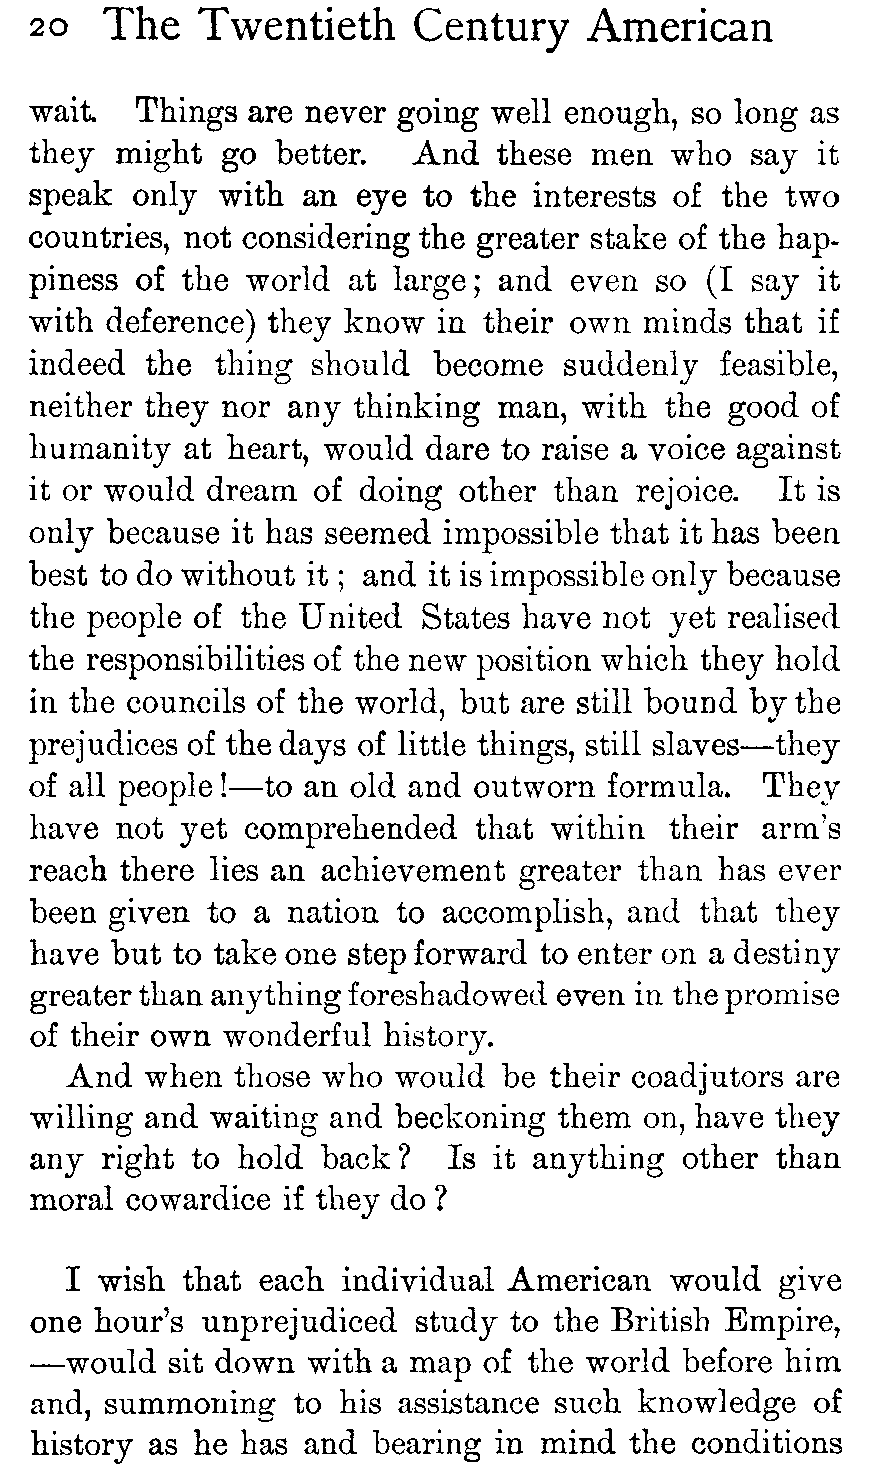 20 The Twentieth Century American
wait. Things are never going well enough, so long as
they might go better. And these men who say it
speak only with an eye to the interests of the two
countries, not considering the greater stake of the hap-
piness of the world at large; and even so (I say it
with deference) they know in their own minds that if
indeed the thing should become suddenly feasible,
neither they nor any thinking man, with the good of
humanity at heart, would dare to raise a voice against
it or would dream of doing other than rejoice. It is
only because it has seemed impossible that it has been
best to do without it ; and it is impossible only because
the people of the United States have not yet realised
the responsibilities of the new position which they hold
in the councils of the world, but are still bound by the
prejudices of the days of little things, still slaves—they
of all people !—to an old and outworn formula. They
have not yet comprehended that within their arm's
reach there lies an achievement greater than has ever
been given to a nation to accomplish, and that they
have but to take one step forward to enter on a destiny
greater than anything foreshadowed even in the promise
of their own wonderful history.
And when those who would be their coadjutors are
willing and waiting and beckoning them on, have they
any right to hold back ? Is it anything other than
moral cowardice if they do ?
I wish that each individual American would give
one hour's unprejudiced study to the British Empire,
—would sit down with a map of the world before him
and, summoning to his assistance such knowledge of
history as he has and bearing in mind the conditions